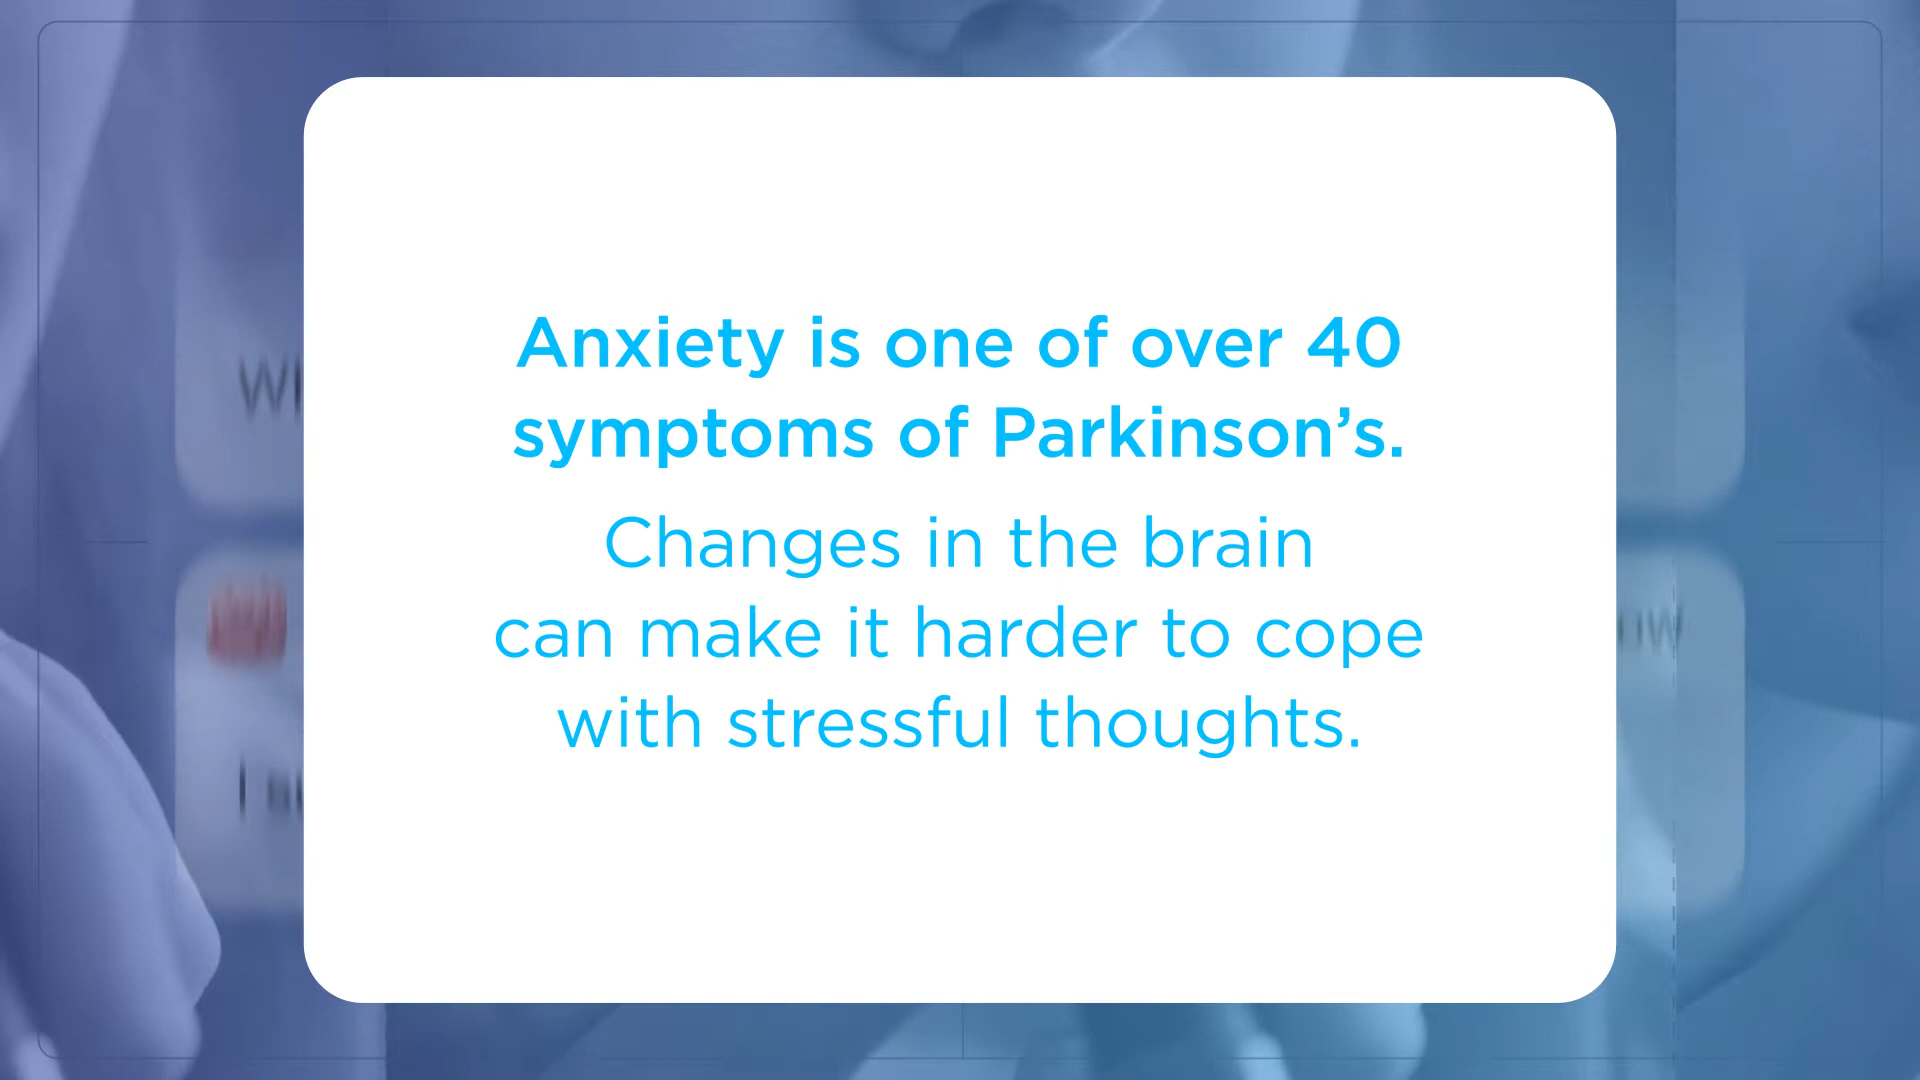 Anxiety is one of over 40
symptoms of Parkinson’s.
Changes in the brain
can make it harder to cope
with stressful thoughts.